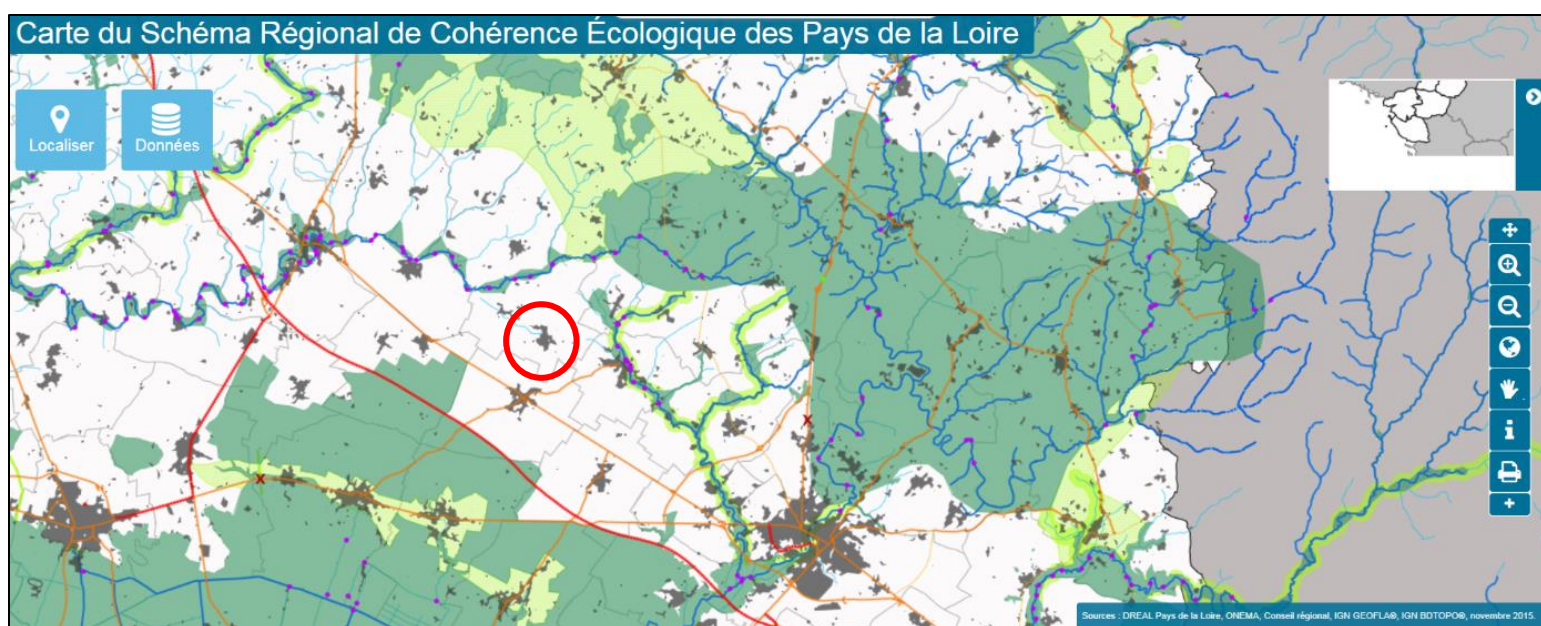 Carte du Schéma Régional de Cohérence Écologique des Pays de la Loire
Localiser
Données
X
X
Sources : DREAL Pays de la Loire, ONEMA, Conseil régional, IGN GEOFLA®, IGN BDTOPO®, novembre 2015.